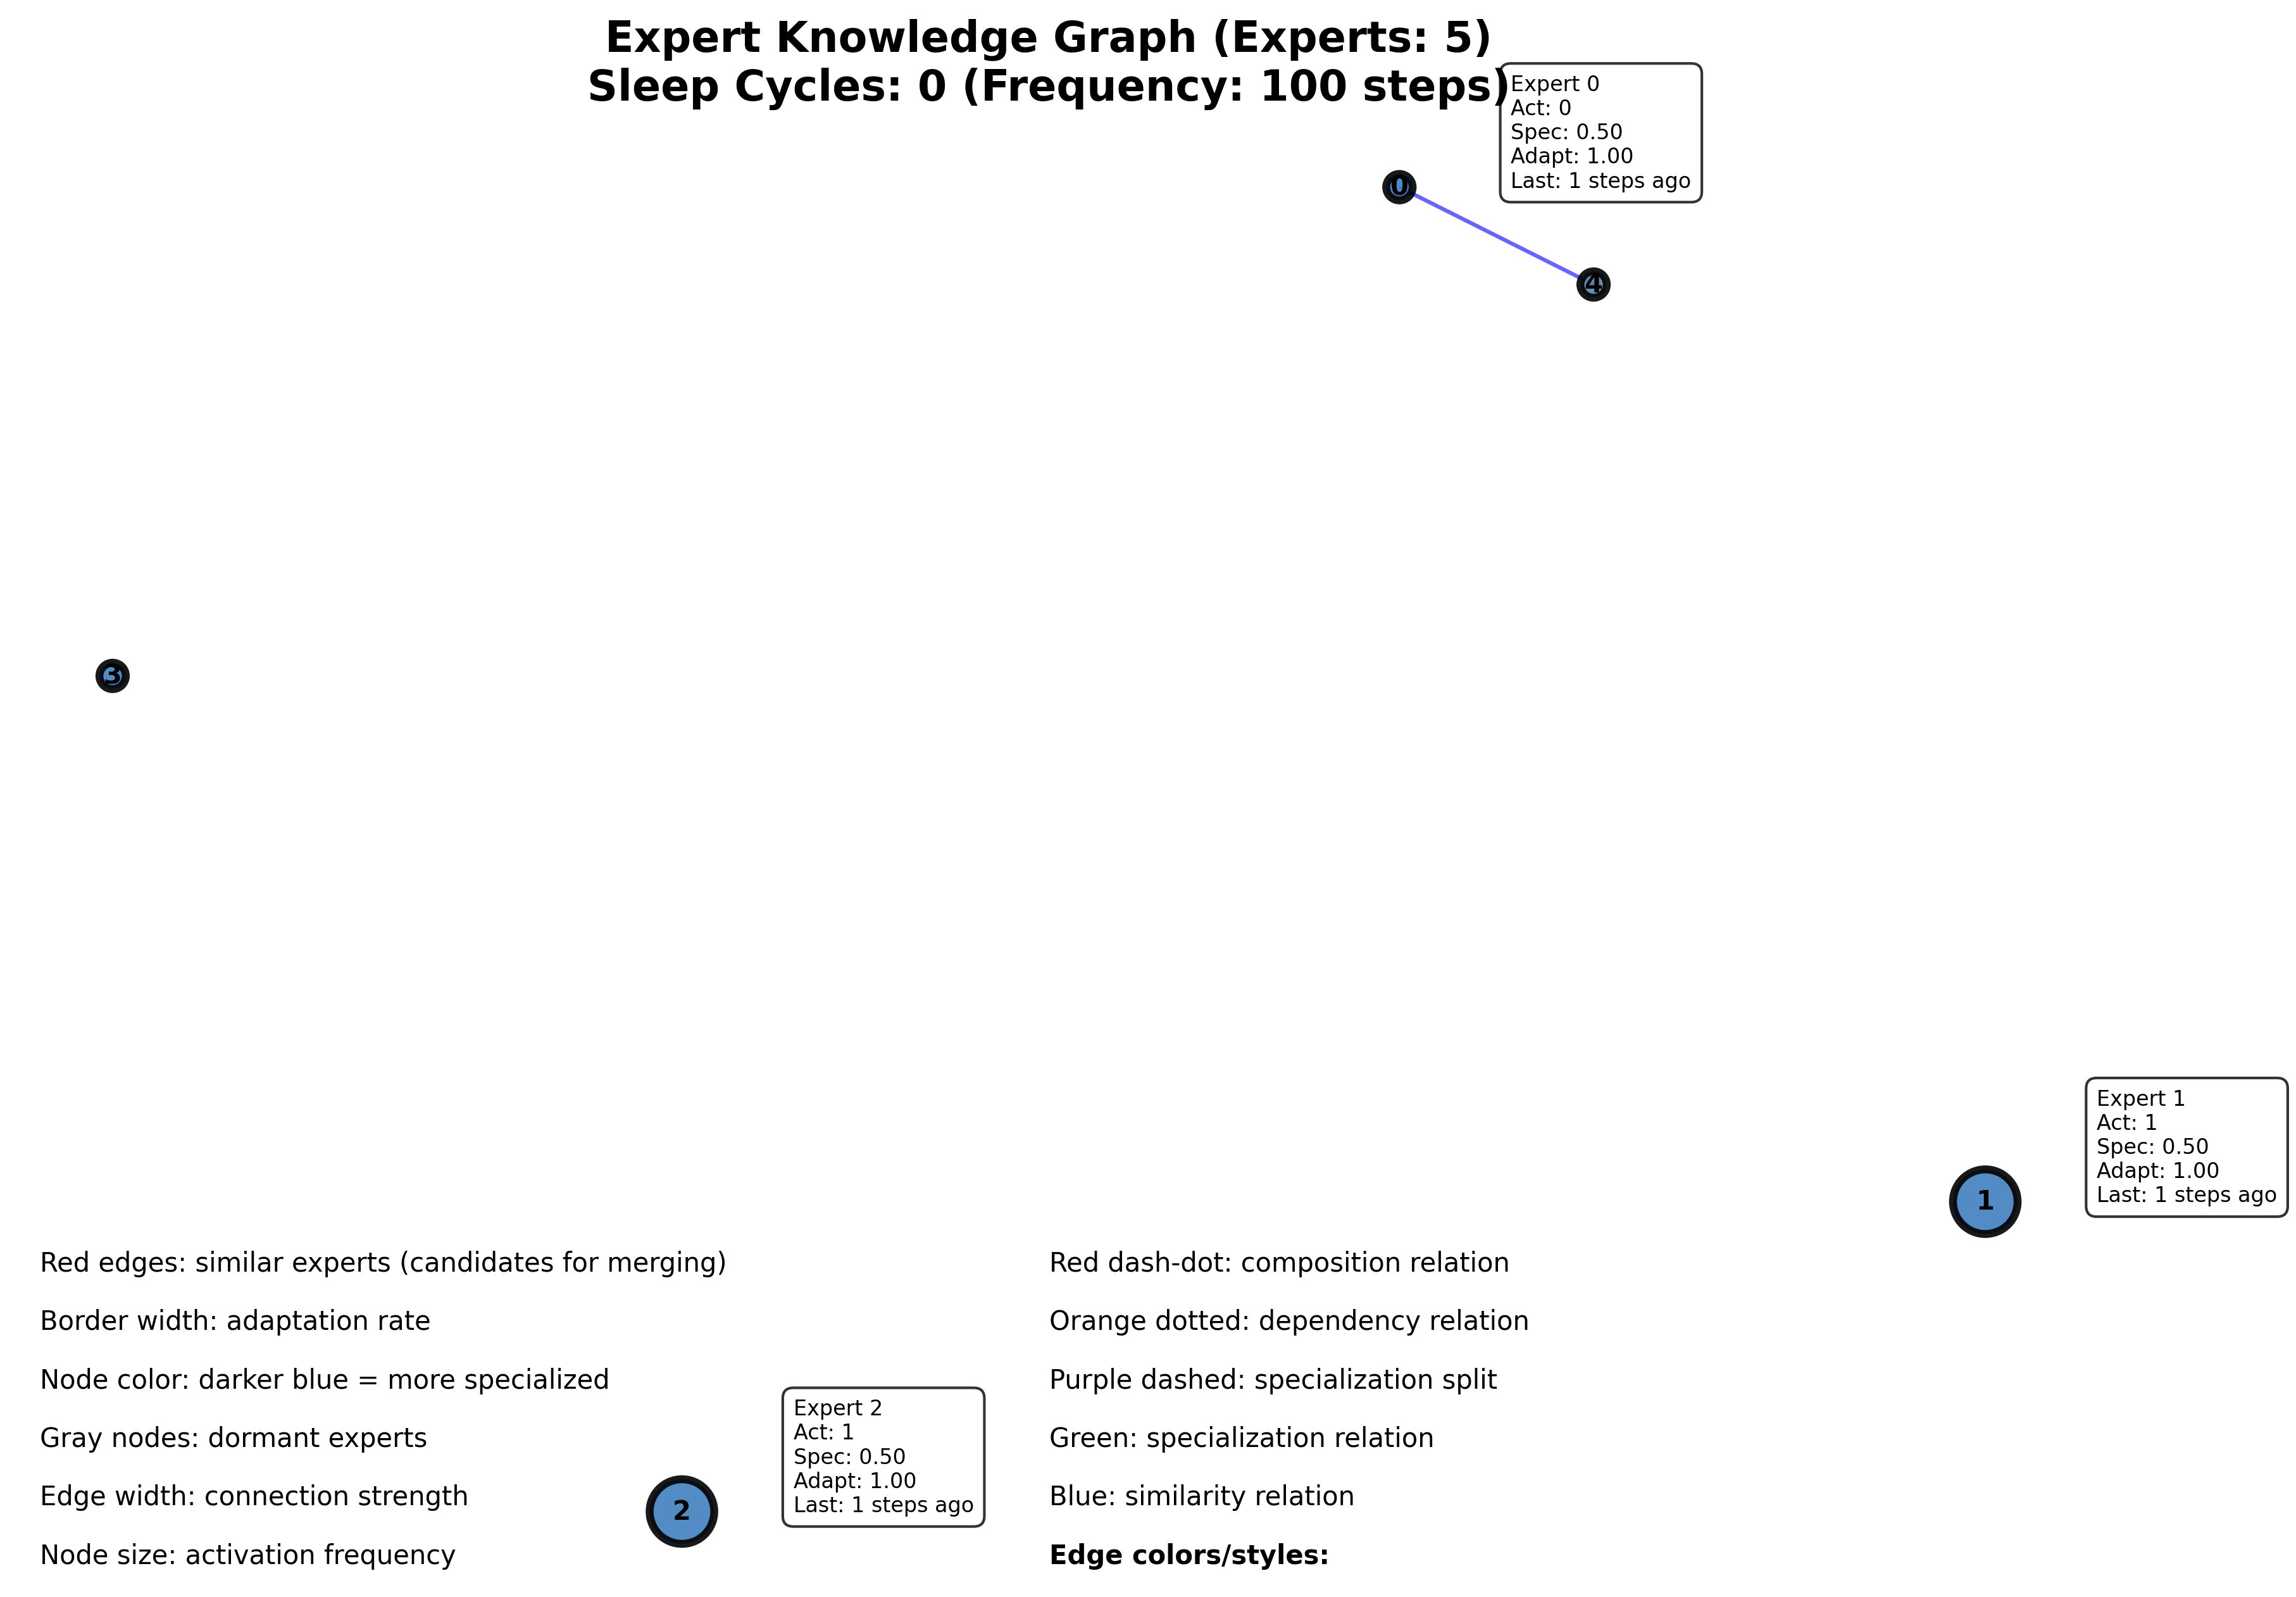 Expert Knowledge Graph (Experts: 5)
Sleep Cycles: 0 (Frequency: 100 steps)
Expert 0
Act: 0
Spec: 0.50
Adapt: 1.00
Last: 1 steps ago
0
4
3
Expert 1
Act: 1
Spec: 0.50
Adapt: 1.00
Last: 1 steps ago
1
Red edges: similar experts (candidates for merging)
Border width: adaptation rate
Node color: darker blue = more specialized
Gray nodes: dormant experts
Edge width: connection strength
Node size: activation frequency
Expert 2
Act: 1
Spec: 0.50
Adapt: 1.00
Last: 1 steps ago
2
Red dash-dot: composition relation
Orange dotted: dependency relation
Purple dashed: specialization split
Green: specialization relation
Blue: similarity relation
Edge colors/styles: